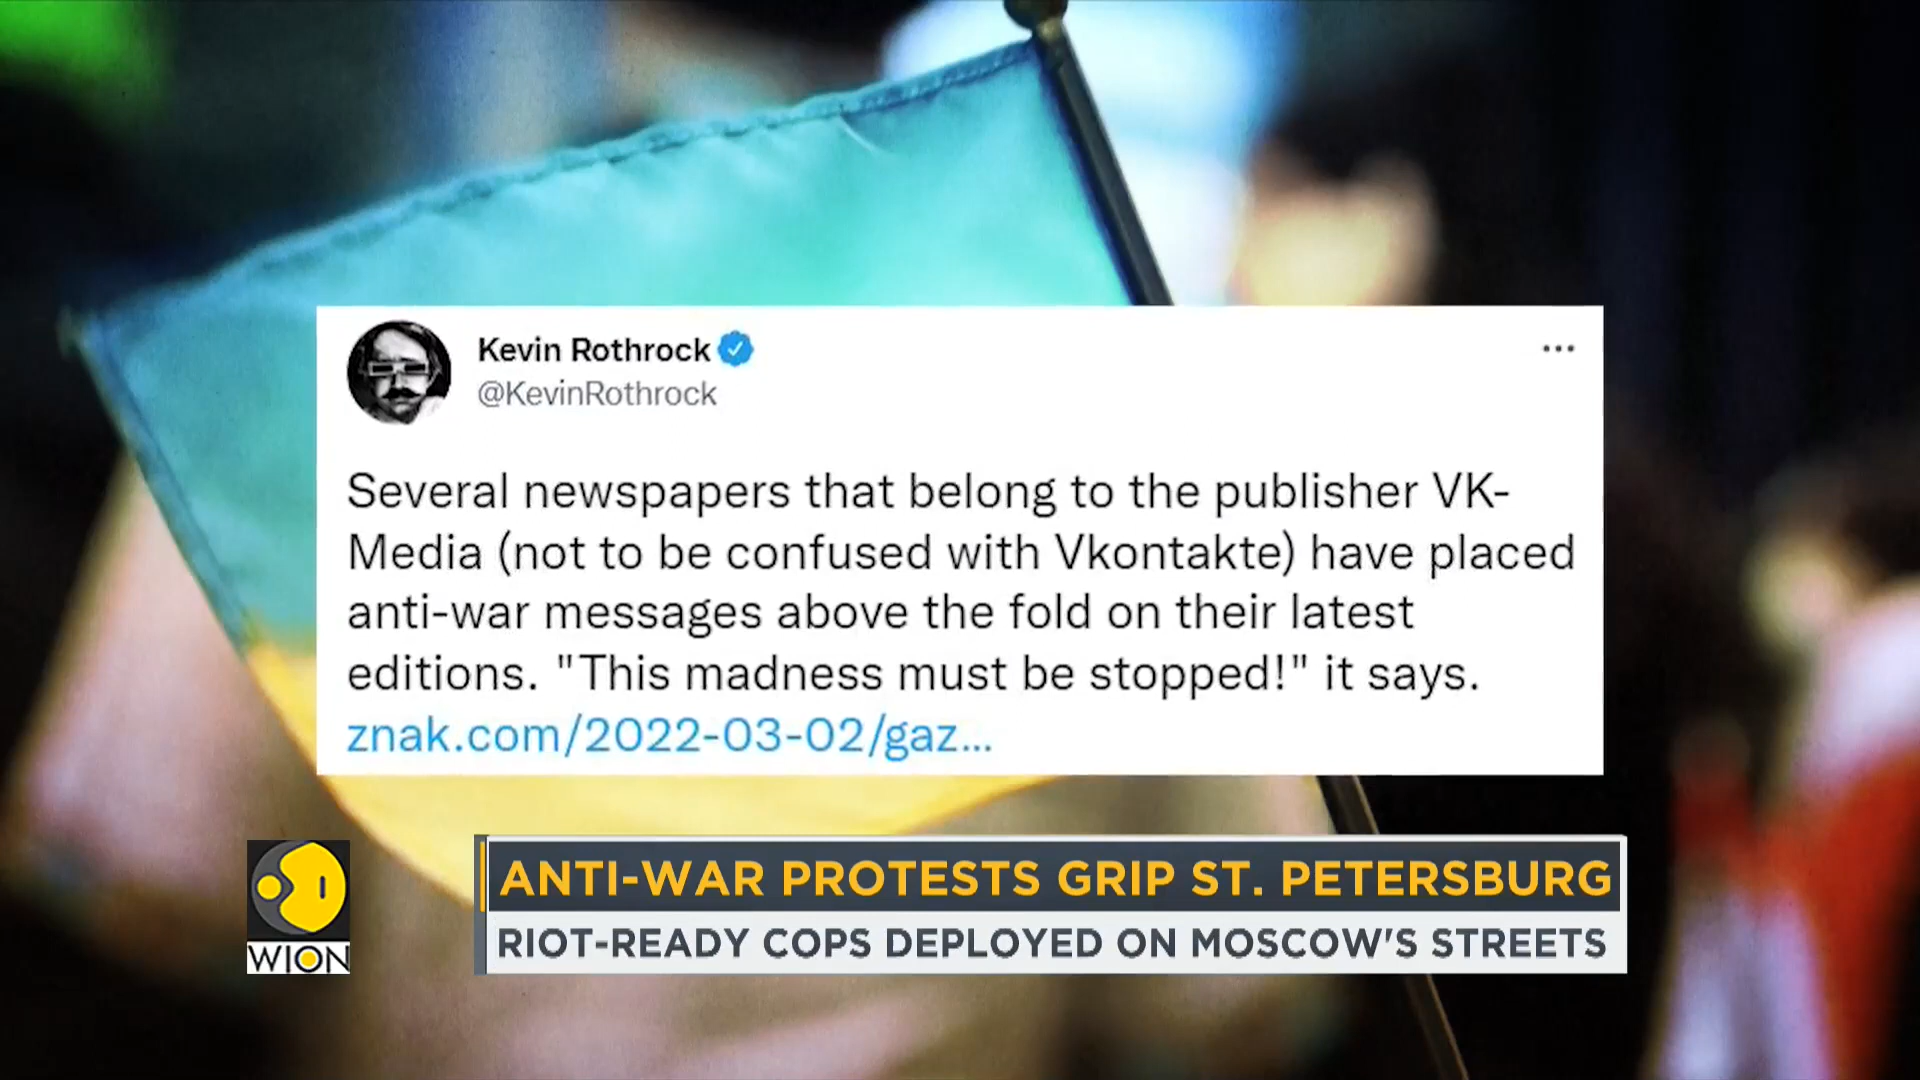 Kevin Rothrock
@KevinRothrock
Several newspapers that belong to the publisher VK-
Media (not to be confused with Vkontakte) have placed
anti-war messages above the fold on their latest
editions. "This madness must be stopped!" it says.
znak.com/2022-03-02/gaz...
ANTI-WAR PROTESTS GRIP ST. PETERSBURG
RIOT-READY COPS DEPLOYED ON MOSCOW'S STREETS
WION